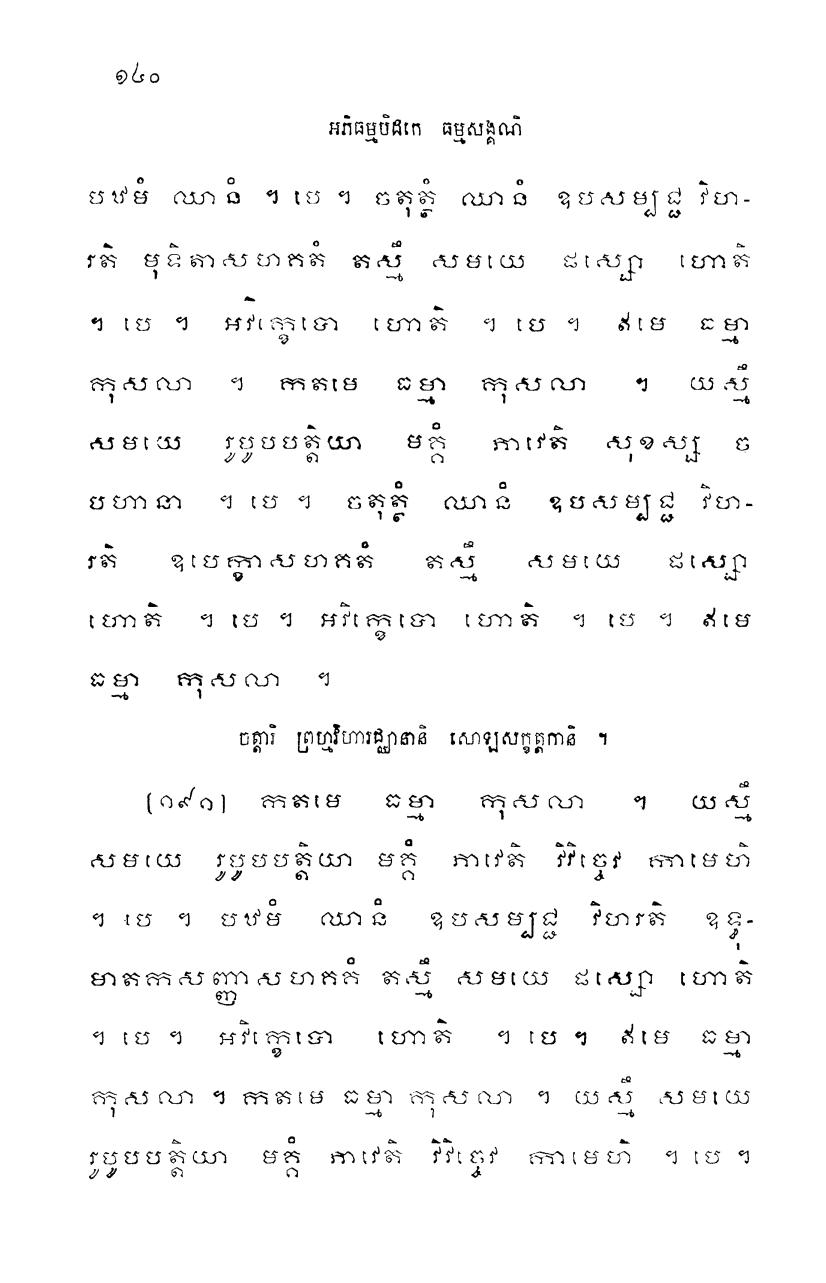 ១៤០
អភិធម្មបិដកេ ធម្មសង្គណិ
បឋមំ ឈានំ ។ បេ ។ ចតុត្ថំ ឈានំ ឧបសម្បជ្ជ វិហ-
រតិ មុទិតាសហគតំ តស្មឹ សមយេ ផស្សោ ហោតិ
។ បេ ។ អវិក្ខេបោ ហោតិ ។ បេ ។ ឥមេ ធម្មា
កុសលា ។ កតមេ ធម្មា កុសលា ។ យស្មឹ
សមយេ រូបូបបត្តិយា មគ្គំ ភាវេតិ សុខស្ស ច
បហានា ។ បេ ។ ចតុត្ថំ ឈានំ ឧបសម្បជ្ជ វិហ-
រតិ ឧបេក្ខាសហគតំ តស្មឹ សមយេ ផស្សោ
ហោតិ ។ បេ ។ អវិក្ខេបោ ហោតិ ។ បេ ។ ឥមេ
ធម្មា កុសលា ។
ចត្តារិ ព្រហ្មវិហារជ្ឈានានិ សោឡសក្ខត្តកានិ ។
(១៩១) កតមេ ធម្មា កុសលា ។ យស្មឹ
សមយេ រូបូបបត្តិយា មគ្គំ ភាវេតិ វិវិច្ចេវ កាមេហិ
។ បេ ។ បឋមំ ឈានំ ឧបសម្បជ្ជ វិហរតិ ឧទ្ធុ-
មាតកសញ្ញាសហគតំ តស្មឹ សមយេ ផស្សោ ហោតិ
។ បេ ។ អវិក្ខេបោ ហោតិ ។ បេ ។ ឥមេ ធម្មា
កុសលា ។ កតមេ ធម្មា កុសលា ។ យស្មឹ សមយេ
រូបូបបត្តិយា មគ្គំ ភាវេតិ វិវិច្ចេវ កាមេហិ ។ បេ ។